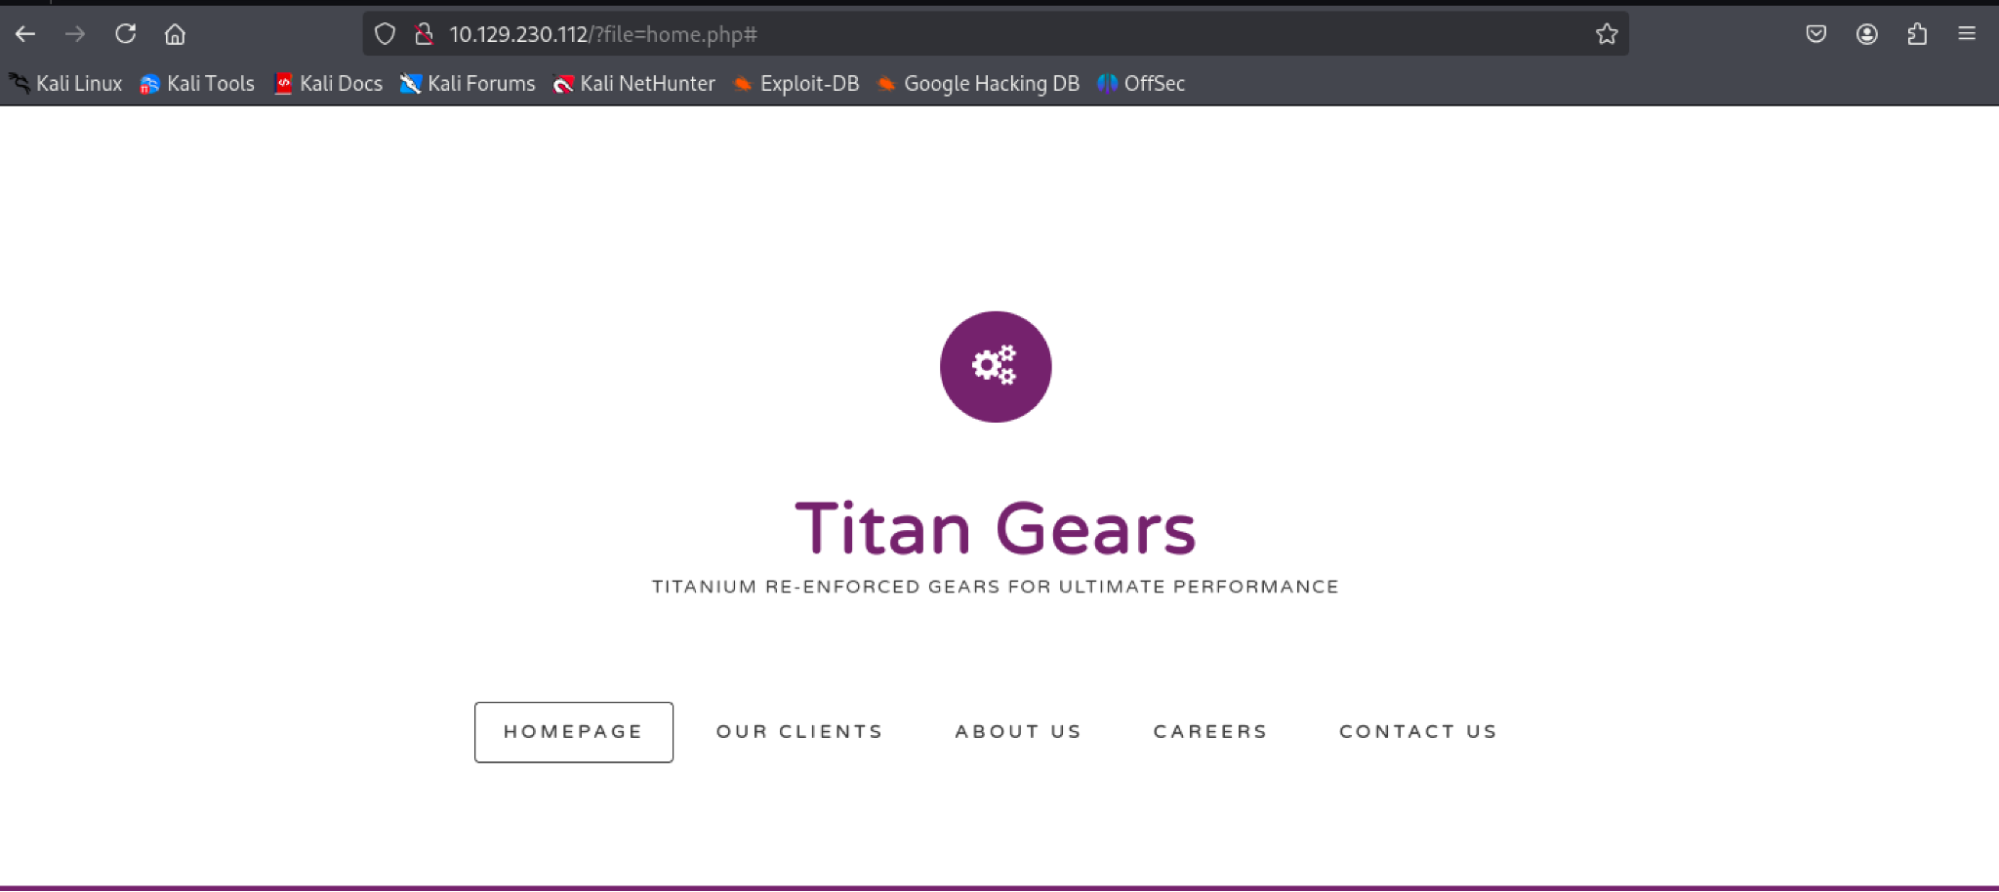 10.129.230.112/?file=home.php#
Kali Linux Kali Tools Kali Docs Kali Forums Kali NetHunter Exploit-DB Google Hacking DB OffSec
Titan Gears
TITANIUM RE-ENFORCED GEARS FOR ULTIMATE PERFORMANCE
HOMEPAGE OUR CLIENTS ABOUT US CAREERS CONTACT US